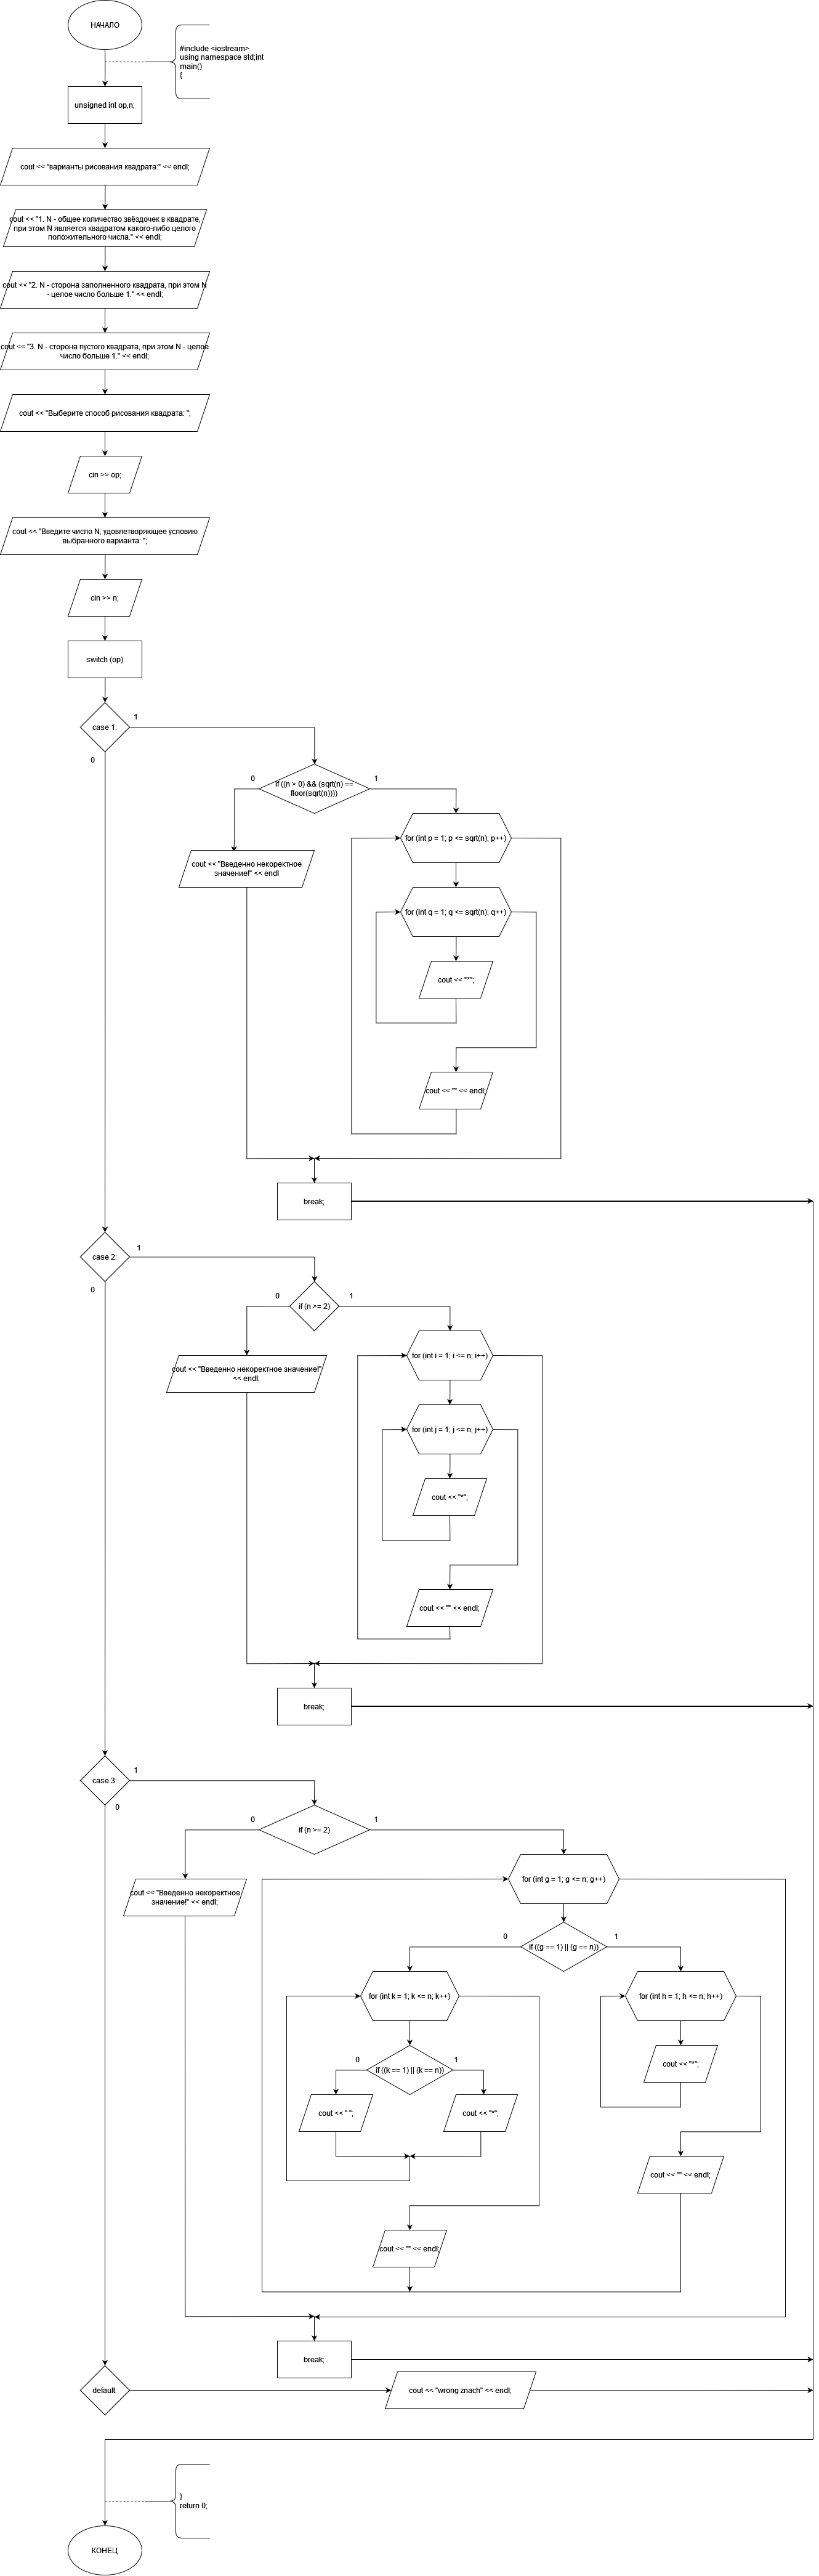 НАЧАЛО
#include <iostream>
using namespace std;int
main()
{
unsigned int op,n;
cout << "варианты рисования квадрата:" << endl;
cout << "1. N - общее количество звёздочек в квадрате,
при этом N является квадратом какого-либо целого
положительного числа." << endl;
cout << "2. N - сторона заполненного квадрата, при этом N
- целое число больше 1." << endl;
cout << "3. N - сторона пустого квадрата, при этом N - целое
число больше 1." << endl;
cout << "Выберите способ рисования квадрата: ";
cin >> op;
cout << "Введите число N, удовлетворяющее условию
выбранного варианта: ";
cin >> n;
switch (op)
case 1:
1
0
if ((n > 0) && (sqrt(n) ==
floor(sqrt(n))))
0
1
cout << "Введенно некоректное
значение!" << endl
for (int p = 1; p <= sqrt(n); p++)
for (int q = 1; q <= sqrt(n); q++)
cout << "*";
cout << "" << endl;
break;
case 2:
1
0
if (n >= 2)
0
1
cout << "Введенно некоректное значение!"
<< endl;
for (int i = 1; i <= n; i++)
for (int j = 1; j <= n; j++)
cout << "*";
cout << "" << endl;
break;
case 3:
1
0
if (n >= 2)
0
1
cout << "Введенно некоректное
значение!" << endl;
for (int g = 1; g <= n; g++)
if ((g == 1) || (g == n))
0
1
for (int k = 1; k <= n; k++)
for (int h = 1; h <= n; h++)
if ((k == 1) || (k == n))
0
1
cout << "*";
cout << " ";
cout << "*";
cout << "" << endl;
cout << "" << endl;
break;
default:
cout << "wrong znach" << endl;
}
return 0;
КОНЕЦ